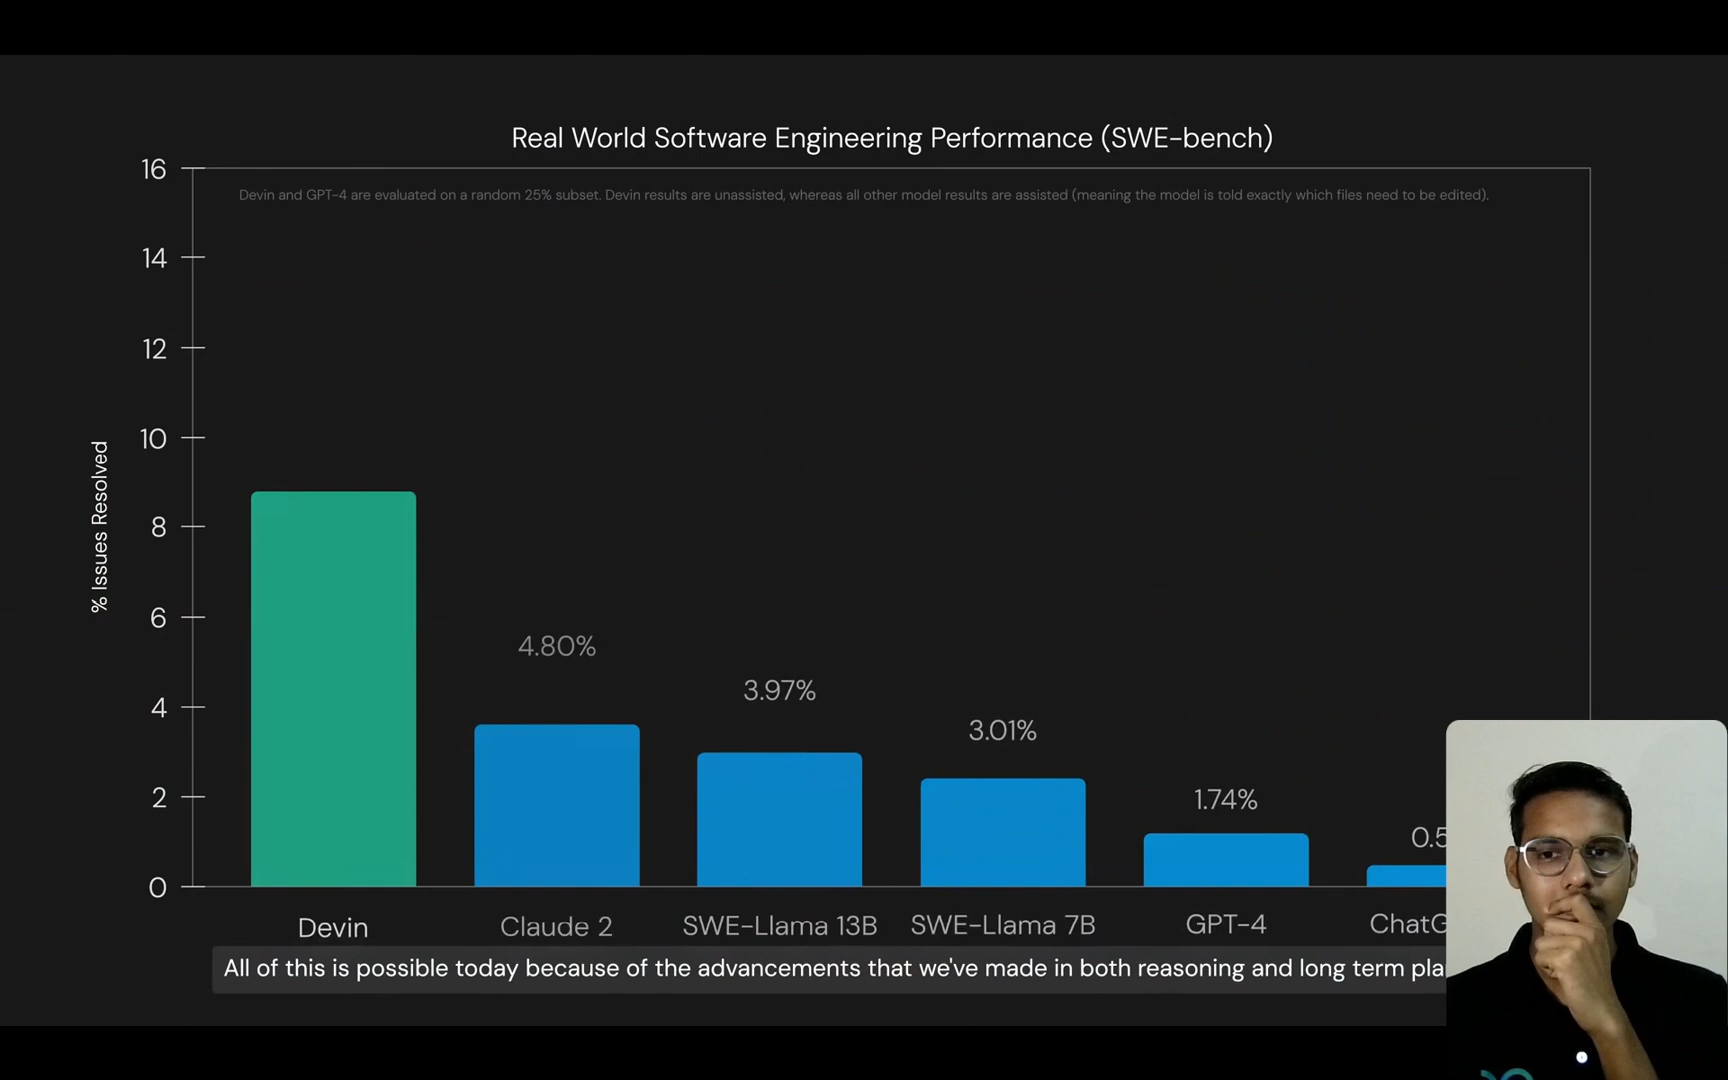 Real World Software Engineering Performance (SWE-bench)
Devin and GPT-4 are evaluated on a random 25% subset. Devin results are unassisted, whereas all other model results are assisted (meaning the model is told exactly which files need to be edited).
16
14
12
10
8
6
4
2
0
% Issues Resolved
4.80%
3.97%
3.01%
1.74%
0.5
Devin
Claude 2
SWE-Llama 13B
SWE-Llama 7B
GPT-4
ChatG
All of this is possible today because of the advancements that we've made in both reasoning and long term pla